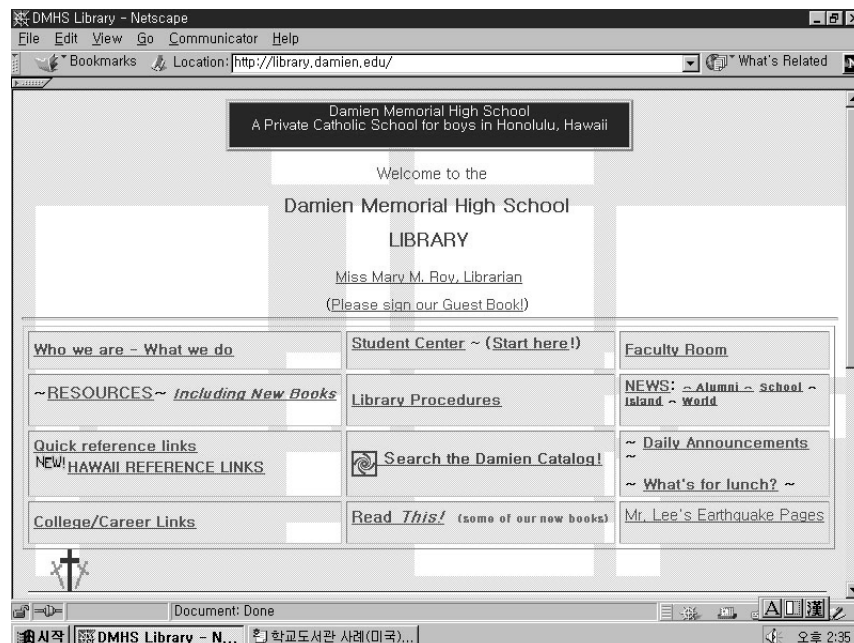 DMHS Library - Netscape
File Edit View Go Communicator Help
Bookmarks Location: http://library.damien.edu/ What's Related
Damien Memorial High School
A Private Catholic School for boys in Honolulu, Hawaii
Welcome to the
Damien Memorial High School
LIBRARY
Miss Mary M. Roy, Librarian
(Please sign our Guest Book!)
Who we are - What we do
Student Center ~ (Start here!)
Faculty Room
~RESOURCES~ Including New Books
Library Procedures
NEWS: ~ Alumni ~ School ~
Island ~ World
Quick reference links
NEW! HAWAII REFERENCE LINKS
Search the Damien Catalog!
~ Daily Announcements
~
~ What's for lunch? ~
College/Career Links
Read This! (some of our new books)
Mr. Lee's Earthquake Pages
Document: Done
A 漢
시작 DMHS Library - N... 학교도서관 사례(미국)... 오후 2:35